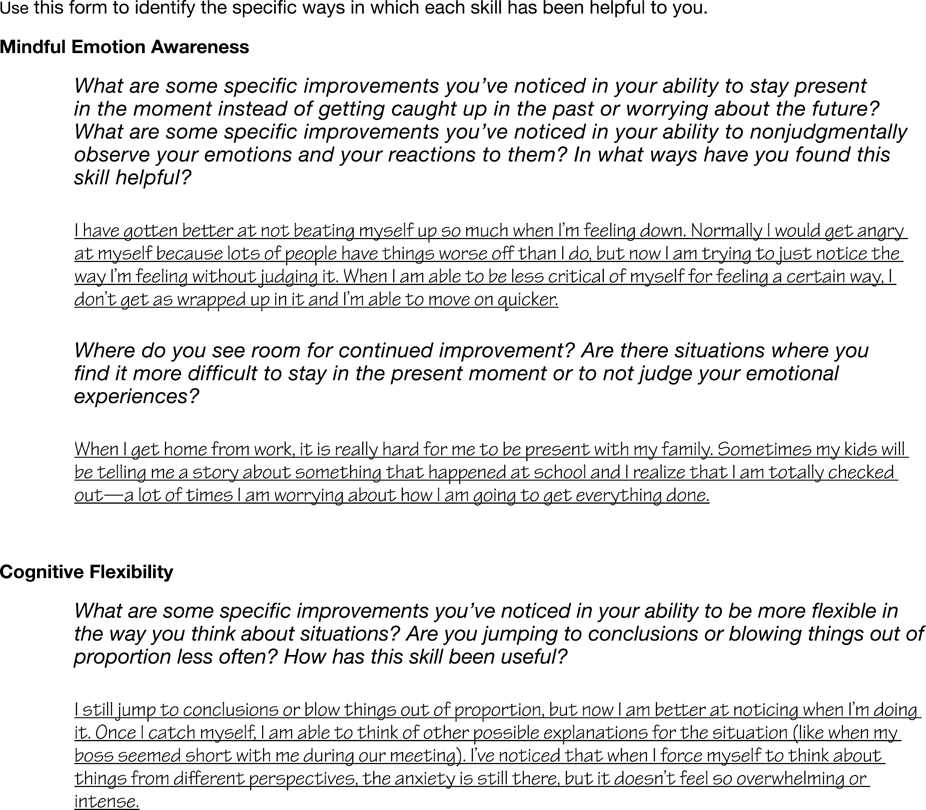 Use this form to identify the specific ways in which each skill has been helpful to you.
Mindful Emotion Awareness
What are some specific improvements you’ve noticed in your ability to stay present
in the moment instead of getting caught up in the past or worrying about the future?
What are some specific improvements you’ve noticed in your ability to nonjudgmentally
observe your emotions and your reactions to them? In what ways have you found this
skill helpful?
I have gotten better at not beating myself up so much when I’m feeling down. Normally I would get angry
at myself because lots of people have things worse off than I do, but now I am trying to just notice the
way I’m feeling without judging it. When I am able to be less critical of myself for feeling a certain way, I
don’t get as wrapped up in it and I’m able to move on quicker.
Where do you see room for continued improvement? Are there situations where you
find it more difficult to stay in the present moment or to not judge your emotional
experiences?
When I get home from work, it is really hard for me to be present with my family. Sometimes my kids will
be telling me a story about something that happened at school and I realize that I am totally checked
out—a lot of times I am worrying about how I am going to get everything done.
Cognitive Flexibility
What are some specific improvements you’ve noticed in your ability to be more flexible in
the way you think about situations? Are you jumping to conclusions or blowing things out of
proportion less often? How has this skill been useful?
I still jump to conclusions or blow things out of proportion, but now I am better at noticing when I’m doing
it. Once I catch myself, I am able to think of other possible explanations for the situation (like when my
boss seemed short with me during our meeting). I’ve noticed that when I force myself to think about
things from different perspectives, the anxiety is still there, but it doesn’t feel so overwhelming or
intense.